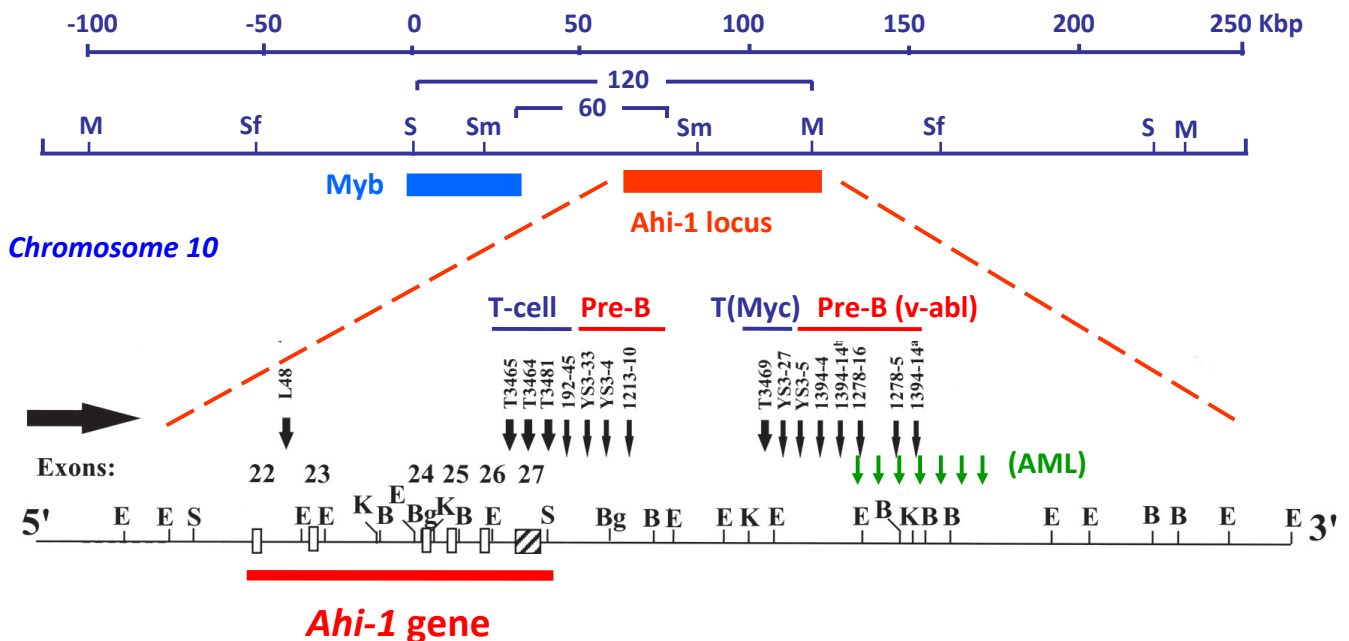 -100 -50 0 50 100 150 200 250 Kbp
120
60
M Sf S Sm Sm M Sf S M
Myb
Ahi-1 locus
Chromosome 10
T-cell Pre-B T(Myc) Pre-B (v-abl)
L48 T3465 T3464 T3481 192-45 YS3-33 YS3-4 1213-10 T3469 YS3-27 YS3-5 1394-4 1394-14b 1278-16 1278-5 1394-14a
(AML)
Exons: 22 23 24 25 26 27
5' E E S E E K B E Bg K B E S Bg B E E K E E B K B B E E B B E E 3'
Ahi-1 gene